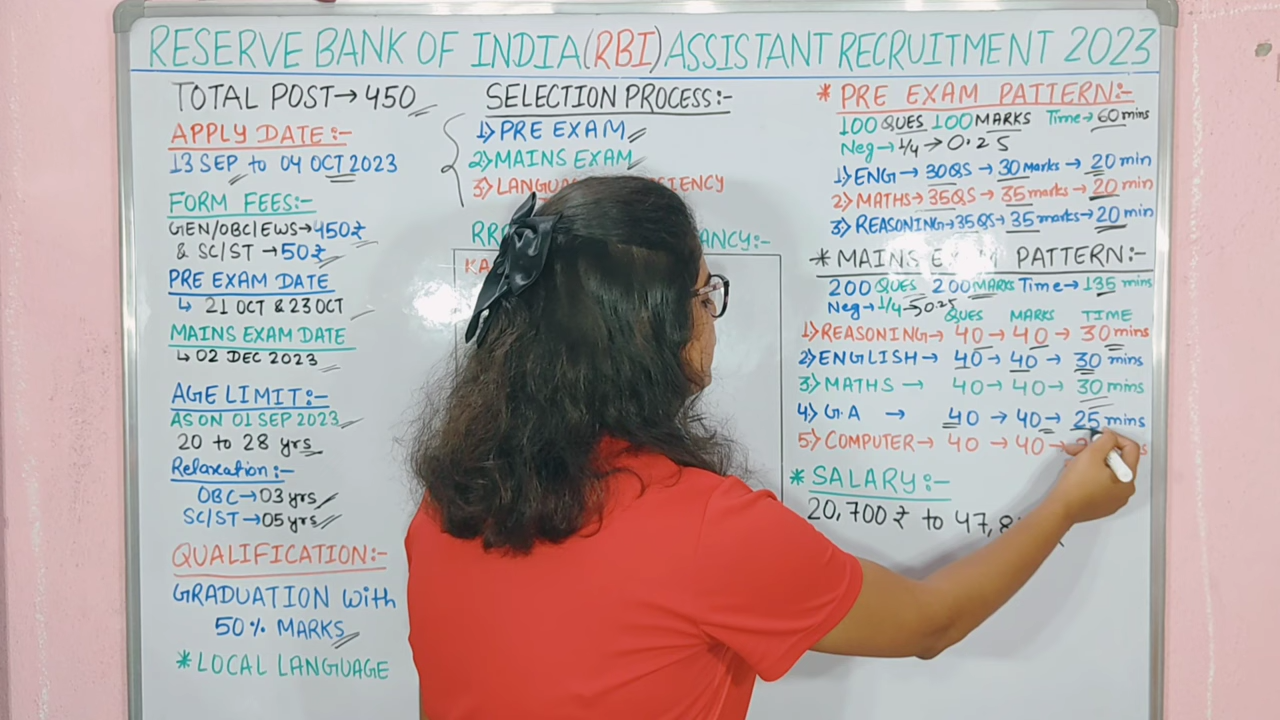 RESERVE BANK OF INDIA(RBI) ASSISTANT RECRUITMENT 2023
TOTAL POST→450
APPLY DATE:-
13 SEP to 04 OCT 2023
FORM FEES:-
GEN/OBC/EWS→450₹
& SC/ST →50₹
PRE EXAM DATE
↳ 21 OCT & 23 OCT
MAINS EXAM DATE
↳ 02 DEC 2023
AGE LIMIT:-
AS ON 01 SEP 2023
20 to 28 yrs
Relaxation:-
OBC→03 yrs
SC/ST→05 yrs
QUALIFICATION:-
GRADUATION with
50% MARKS
*LOCAL LANGUAGE
SELECTION PROCESS:-
1) PRE EXAM
2) MAINS EXAM
3)
* PRE EXAM PATTERN:-
100 QUES 100 MARKS Time→60 mins
Neg→1/4→0.25
1) ENG→30QS→30 Marks→20 min
2) MATHS→35QS→35 marks→20 min
3) REASONING→35QS→35 marks→20 min
* MAINS PATTERN:-
200 QUES 200 MARKS Time→135 mins
Neg→1/4→0.25
QUES MARKS TIME
1) REASONING→40→40→30 mins
2) ENGLISH→40→40→30 mins
3) MATHS→40→40→30 mins
4) G.A→40→40→25 mins
5) COMPUTER→40→40→
* SALARY:-
20,700₹ to